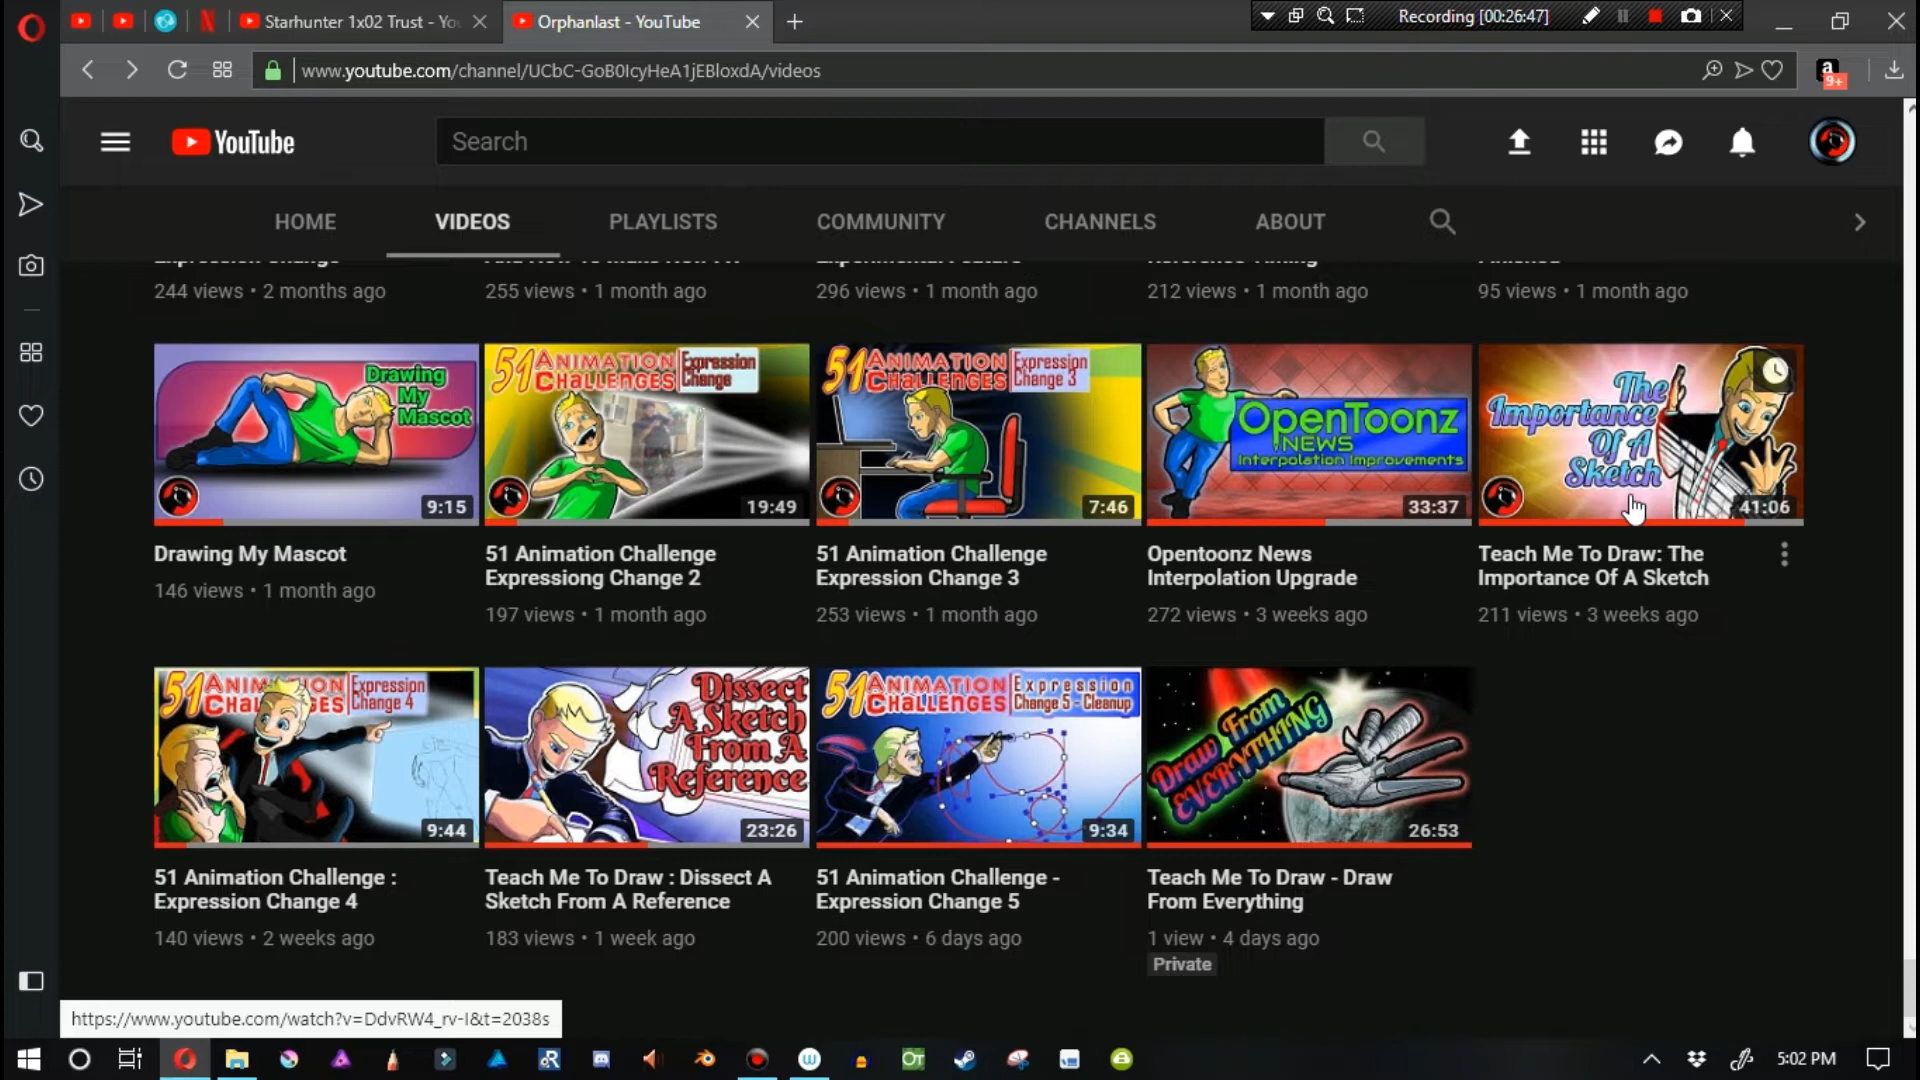 Starhunter 1x02 Trust - Yo
Orphanlast - YouTube
Recording [00:26:47]
www.youtube.com/channel/UCbC-GoB0IcyHeA1jEBloxdA/videos
a
9+
YouTube
Search
HOME
VIDEOS
PLAYLISTS
COMMUNITY
CHANNELS
ABOUT
244 views • 2 months ago
255 views • 1 month ago
296 views • 1 month ago
212 views • 1 month ago
95 views • 1 month ago
Drawing
My
Mascot
9:15
51 ANIMATION
CHALLENGES
Expression
Change
19:49
51 ANIMATION
CHALLENGES
Expression
Change 3
7:46
OpenToonz
NEWS
Interpolation Improvements
33:37
The
Importance
Of A
Sketch
41:06
Drawing My Mascot
146 views • 1 month ago
51 Animation Challenge
Expressiong Change 2
197 views • 1 month ago
51 Animation Challenge
Expression Change 3
253 views • 1 month ago
Opentoonz News
Interpolation Upgrade
272 views • 3 weeks ago
Teach Me To Draw: The
Importance Of A Sketch
211 views • 3 weeks ago
Expression
Change 4
9:44
Dissect
A Sketch
From A
Reference
23:26
51 ANIMATION
CHALLENGES
Expression
Change 5 - Cleanup
9:34
Draw From
EVERYTHING
26:53
51 Animation Challenge :
Expression Change 4
140 views • 2 weeks ago
Teach Me To Draw : Dissect A
Sketch From A Reference
183 views • 1 week ago
51 Animation Challenge -
Expression Change 5
200 views • 6 days ago
Teach Me To Draw - Draw
From Everything
1 view • 4 days ago
Private
https://www.youtube.com/watch?v=DdvRW4_rv-I&t=2038s
OT
5:02 PM